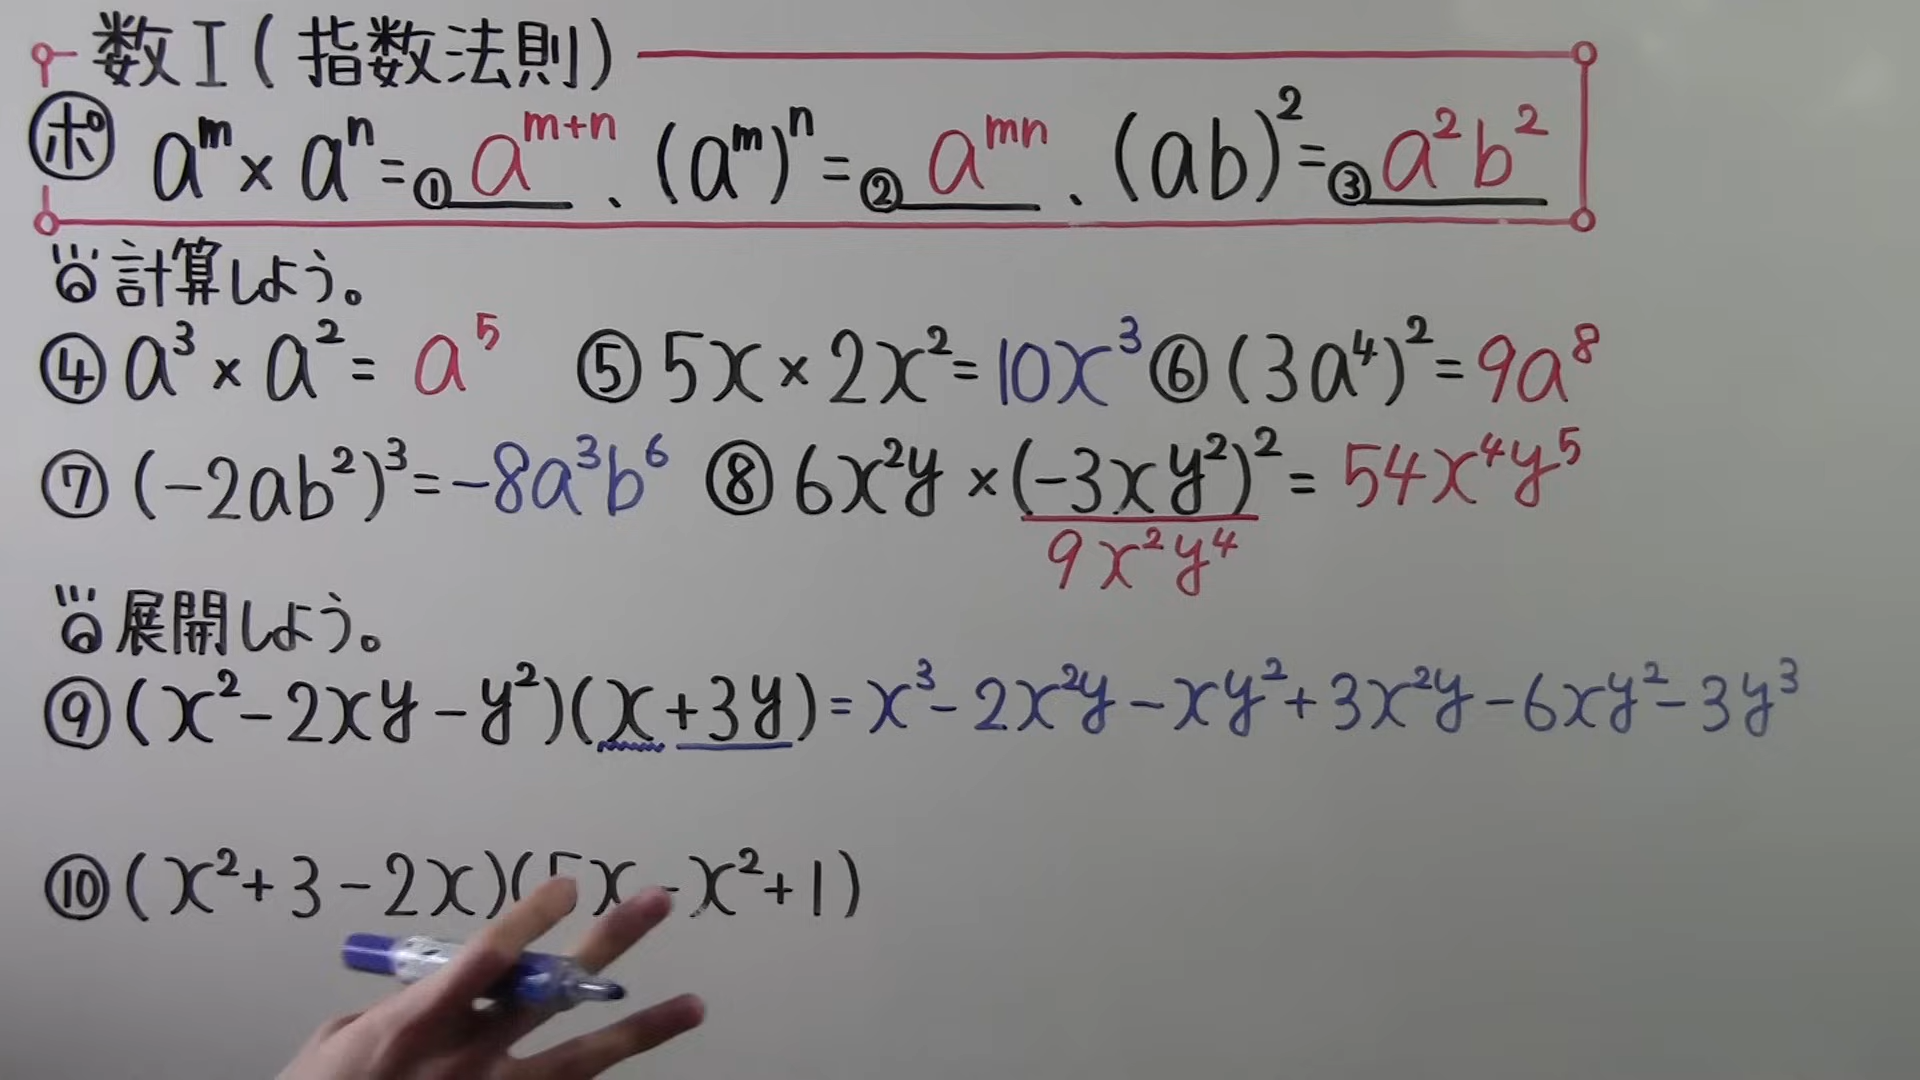 数I(指数法則)
ポ a^m × a^n = ① a^{m+n} 、(a^m)^n = ② a^{mn} 、(ab)^2 = ③ a^2b^2
計算しよう。
④ a^3 × a^2 = a^5 ⑤ 5x × 2x^2 = 10x^3 ⑥ (3a^4)^2 = 9a^8
⑦ (-2ab^2)^3 = -8a^3b^6 ⑧ 6x^2y × (-3xy^2)^2 = 54x^4y^5
9x^2y^4
展開しよう。
⑨ (x^2 - 2xy - y^2)(x + 3y) = x^3 - 2x^2y - xy^2 + 3x^2y - 6xy^2 - 3y^3
⑩ (x^2 + 3 - 2x)(5x - x^2 + 1)